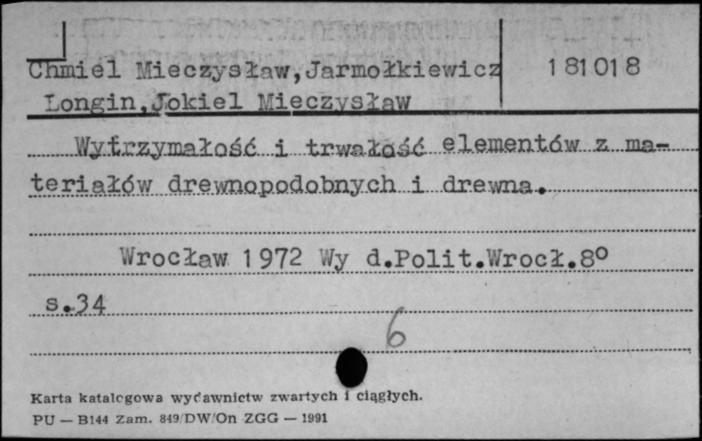 Chmiel Mieczysław,Jarmołkiewicz 181018
Longin,Jokiel Mieczysław
Wytrzymałość i trwałość elementów z ma-
teriałów drewnopodobnych i drewna.
Wrocław 1972 Wy d.Polit.Wrocł.8°
s.34
6
Karta katalogowa wydawnictw zwartych i ciągłych.
PU — B144 Zam. 849/DW/On ZGG — 1991